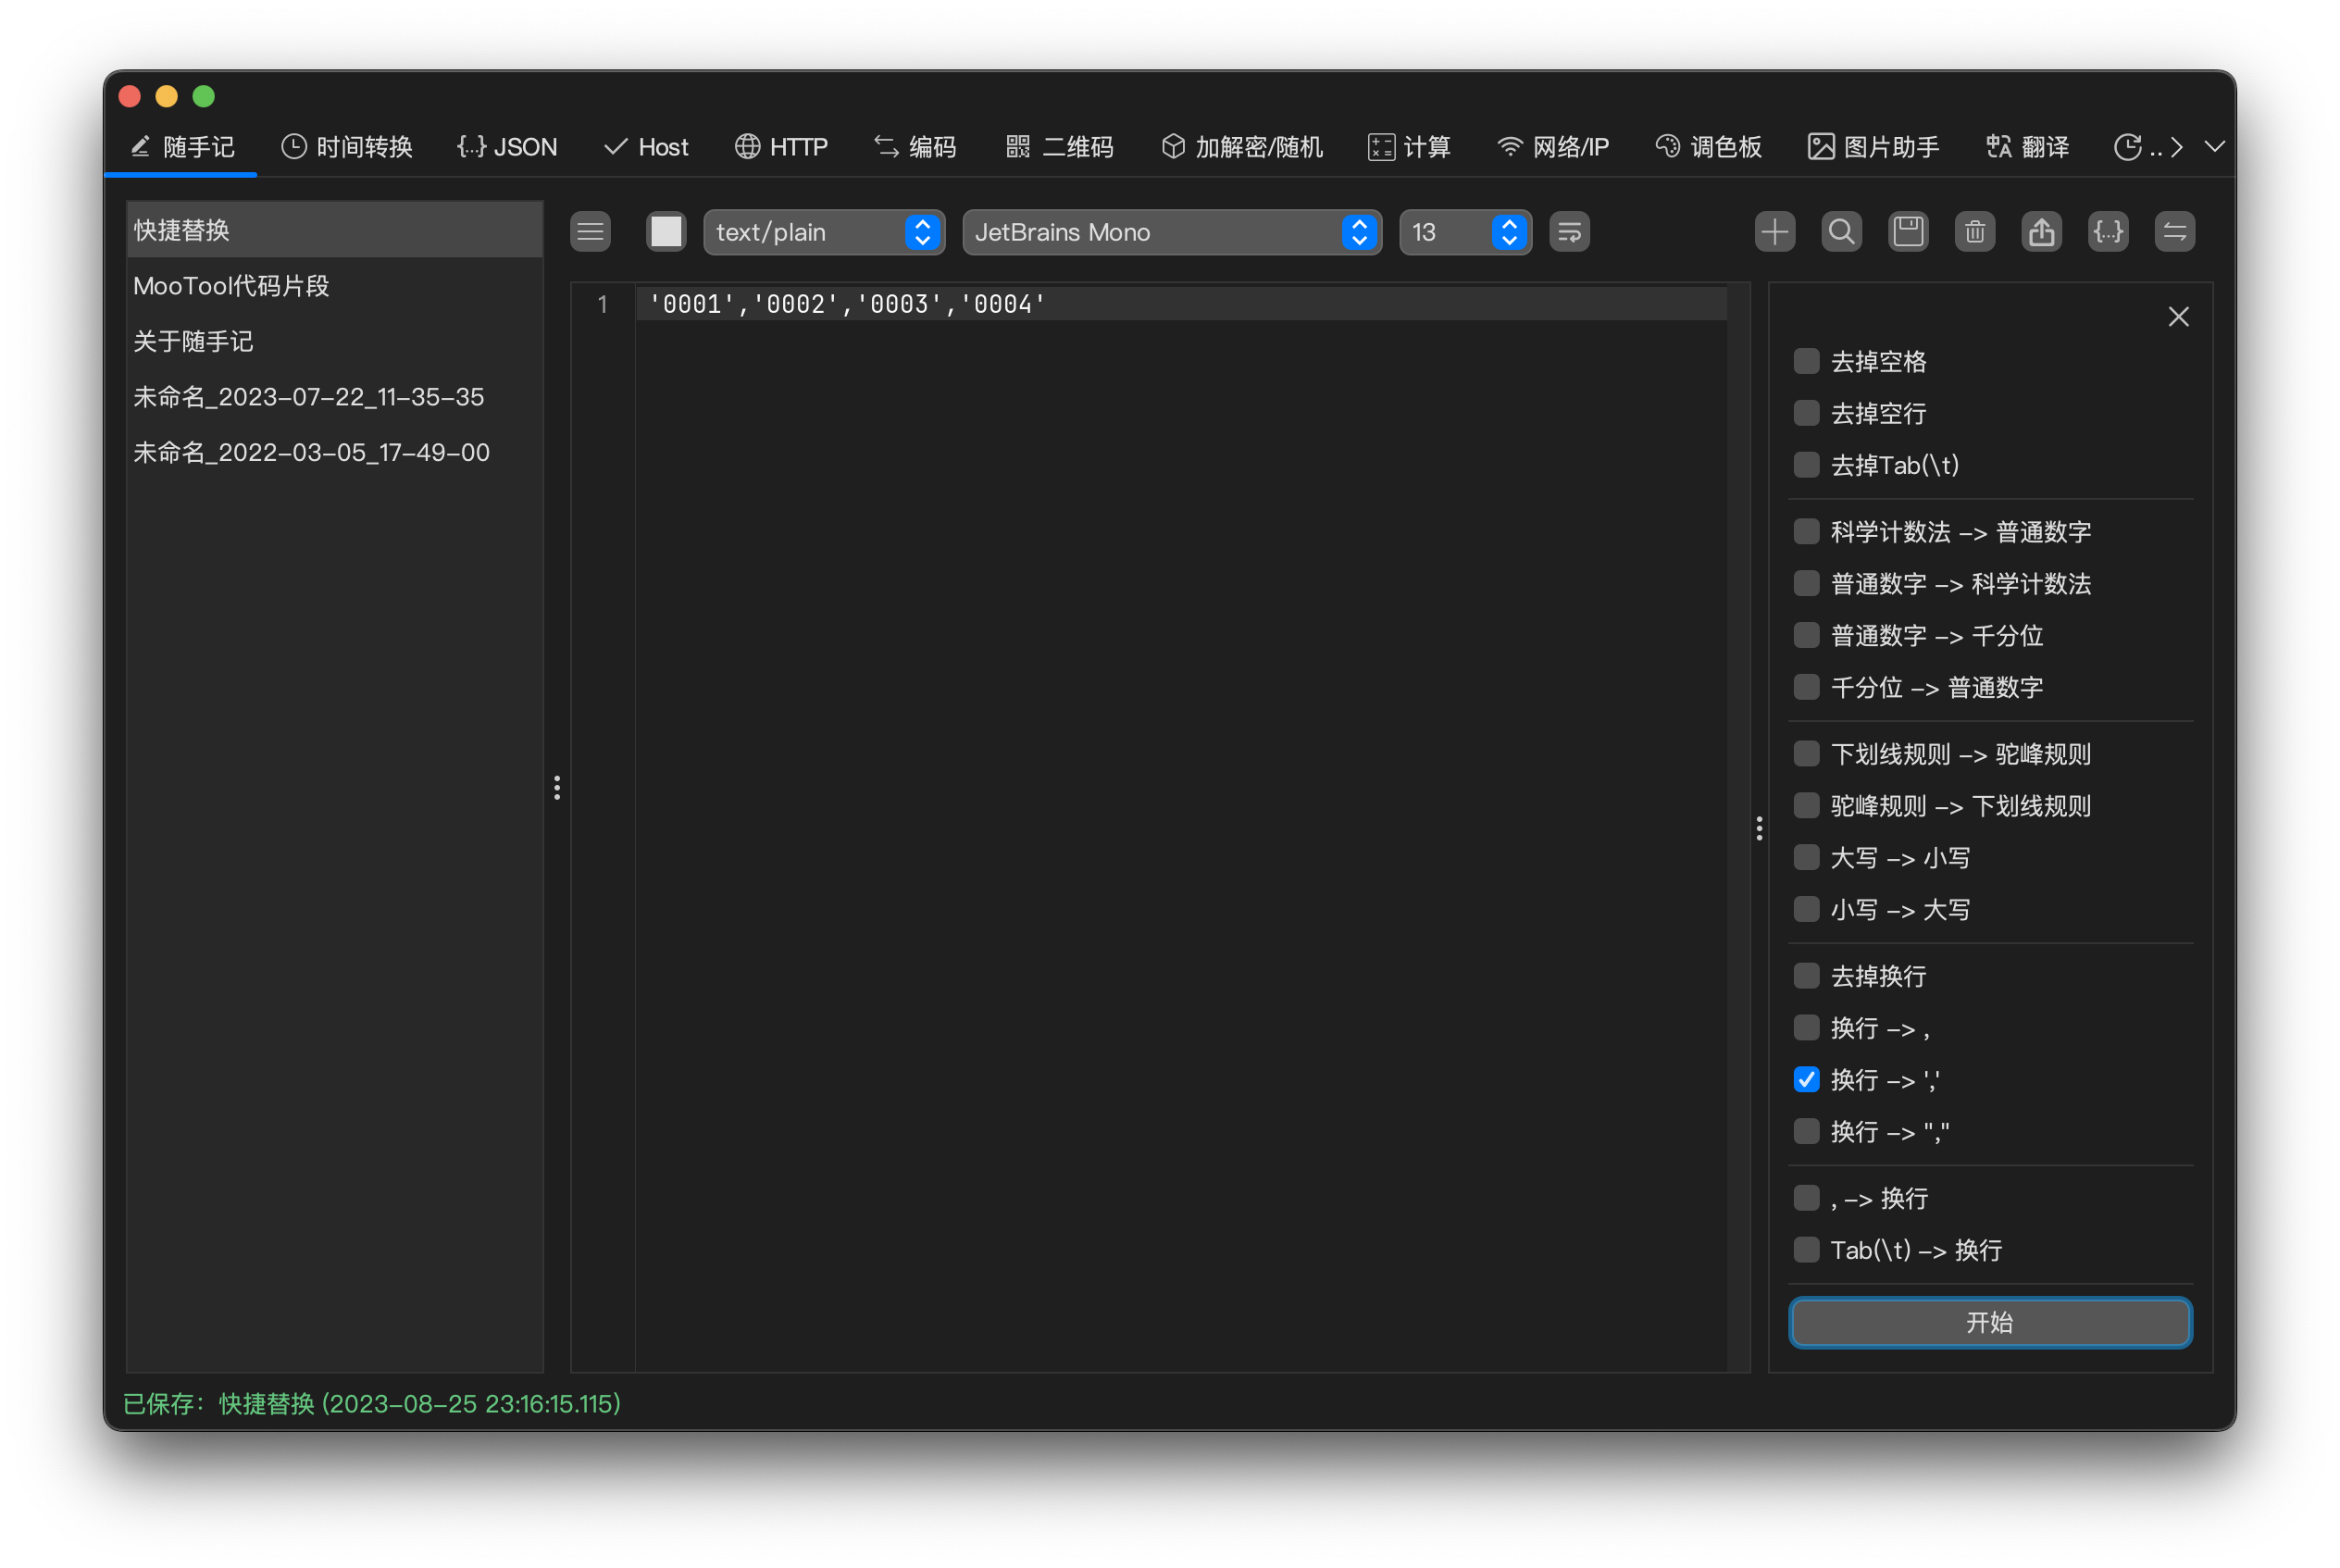 随手记 时间转换 {...} JSON Host HTTP 编码 二维码 加解密/随机 计算 网络/IP 调色板 图片助手 翻译 ..
快捷替换
MooTool代码片段
关于随手记
未命名_2023-07-22_11-35-35
未命名_2022-03-05_17-49-00
text/plain JetBrains Mono 13
1 '0001','0002','0003','0004'
去掉空格
去掉空行
去掉Tab(\t)
科学计数法 -> 普通数字
普通数字 -> 科学计数法
普通数字 -> 千分位
千分位 -> 普通数字
下划线规则 -> 驼峰规则
驼峰规则 -> 下划线规则
大写 -> 小写
小写 -> 大写
去掉换行
换行 -> ,
换行 -> ','
换行 -> ","
, -> 换行
Tab(\t) -> 换行
开始
已保存：快捷替换 (2023-08-25 23:16:15.115)